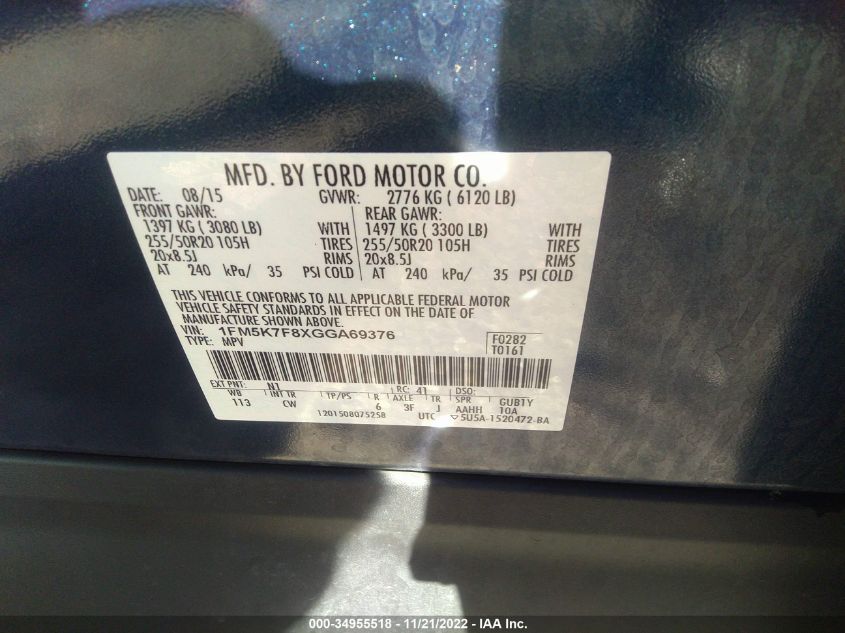 MFD. BY FORD MOTOR CO.
DATE: 08/15 GVWR: 2776 KG ( 6120 LB)
FRONT GAWR: REAR GAWR:
1397 KG ( 3080 LB) WITH 1497 KG ( 3300 LB) WITH
255/50R20 105H TIRES 255/50R20 105H TIRES
20x8.5J RIMS 20x8.5J RIMS
AT 240 kPa/ 35 PSI COLD AT 240 kPa/ 35 PSI COLD
THIS VEHICLE CONFORMS TO ALL APPLICABLE FEDERAL MOTOR
VEHICLE SAFETY STANDARDS IN EFFECT ON THE DATE OF
MANUFACTURE SHOWN ABOVE.
VIN: 1FM5K7F8XGGA69376 F0282
TYPE: MPV T0161
EXT PNT: N1 RC: 41 DSO:
WB INT TR TP/PS R AXLE TR SPR GUB1Y
113 CW 6 3F J AAHH 10A
1201508075258 UTC ▽5U5A-1520472-BA
000-34955518 - 11/21/2022 - IAA Inc.